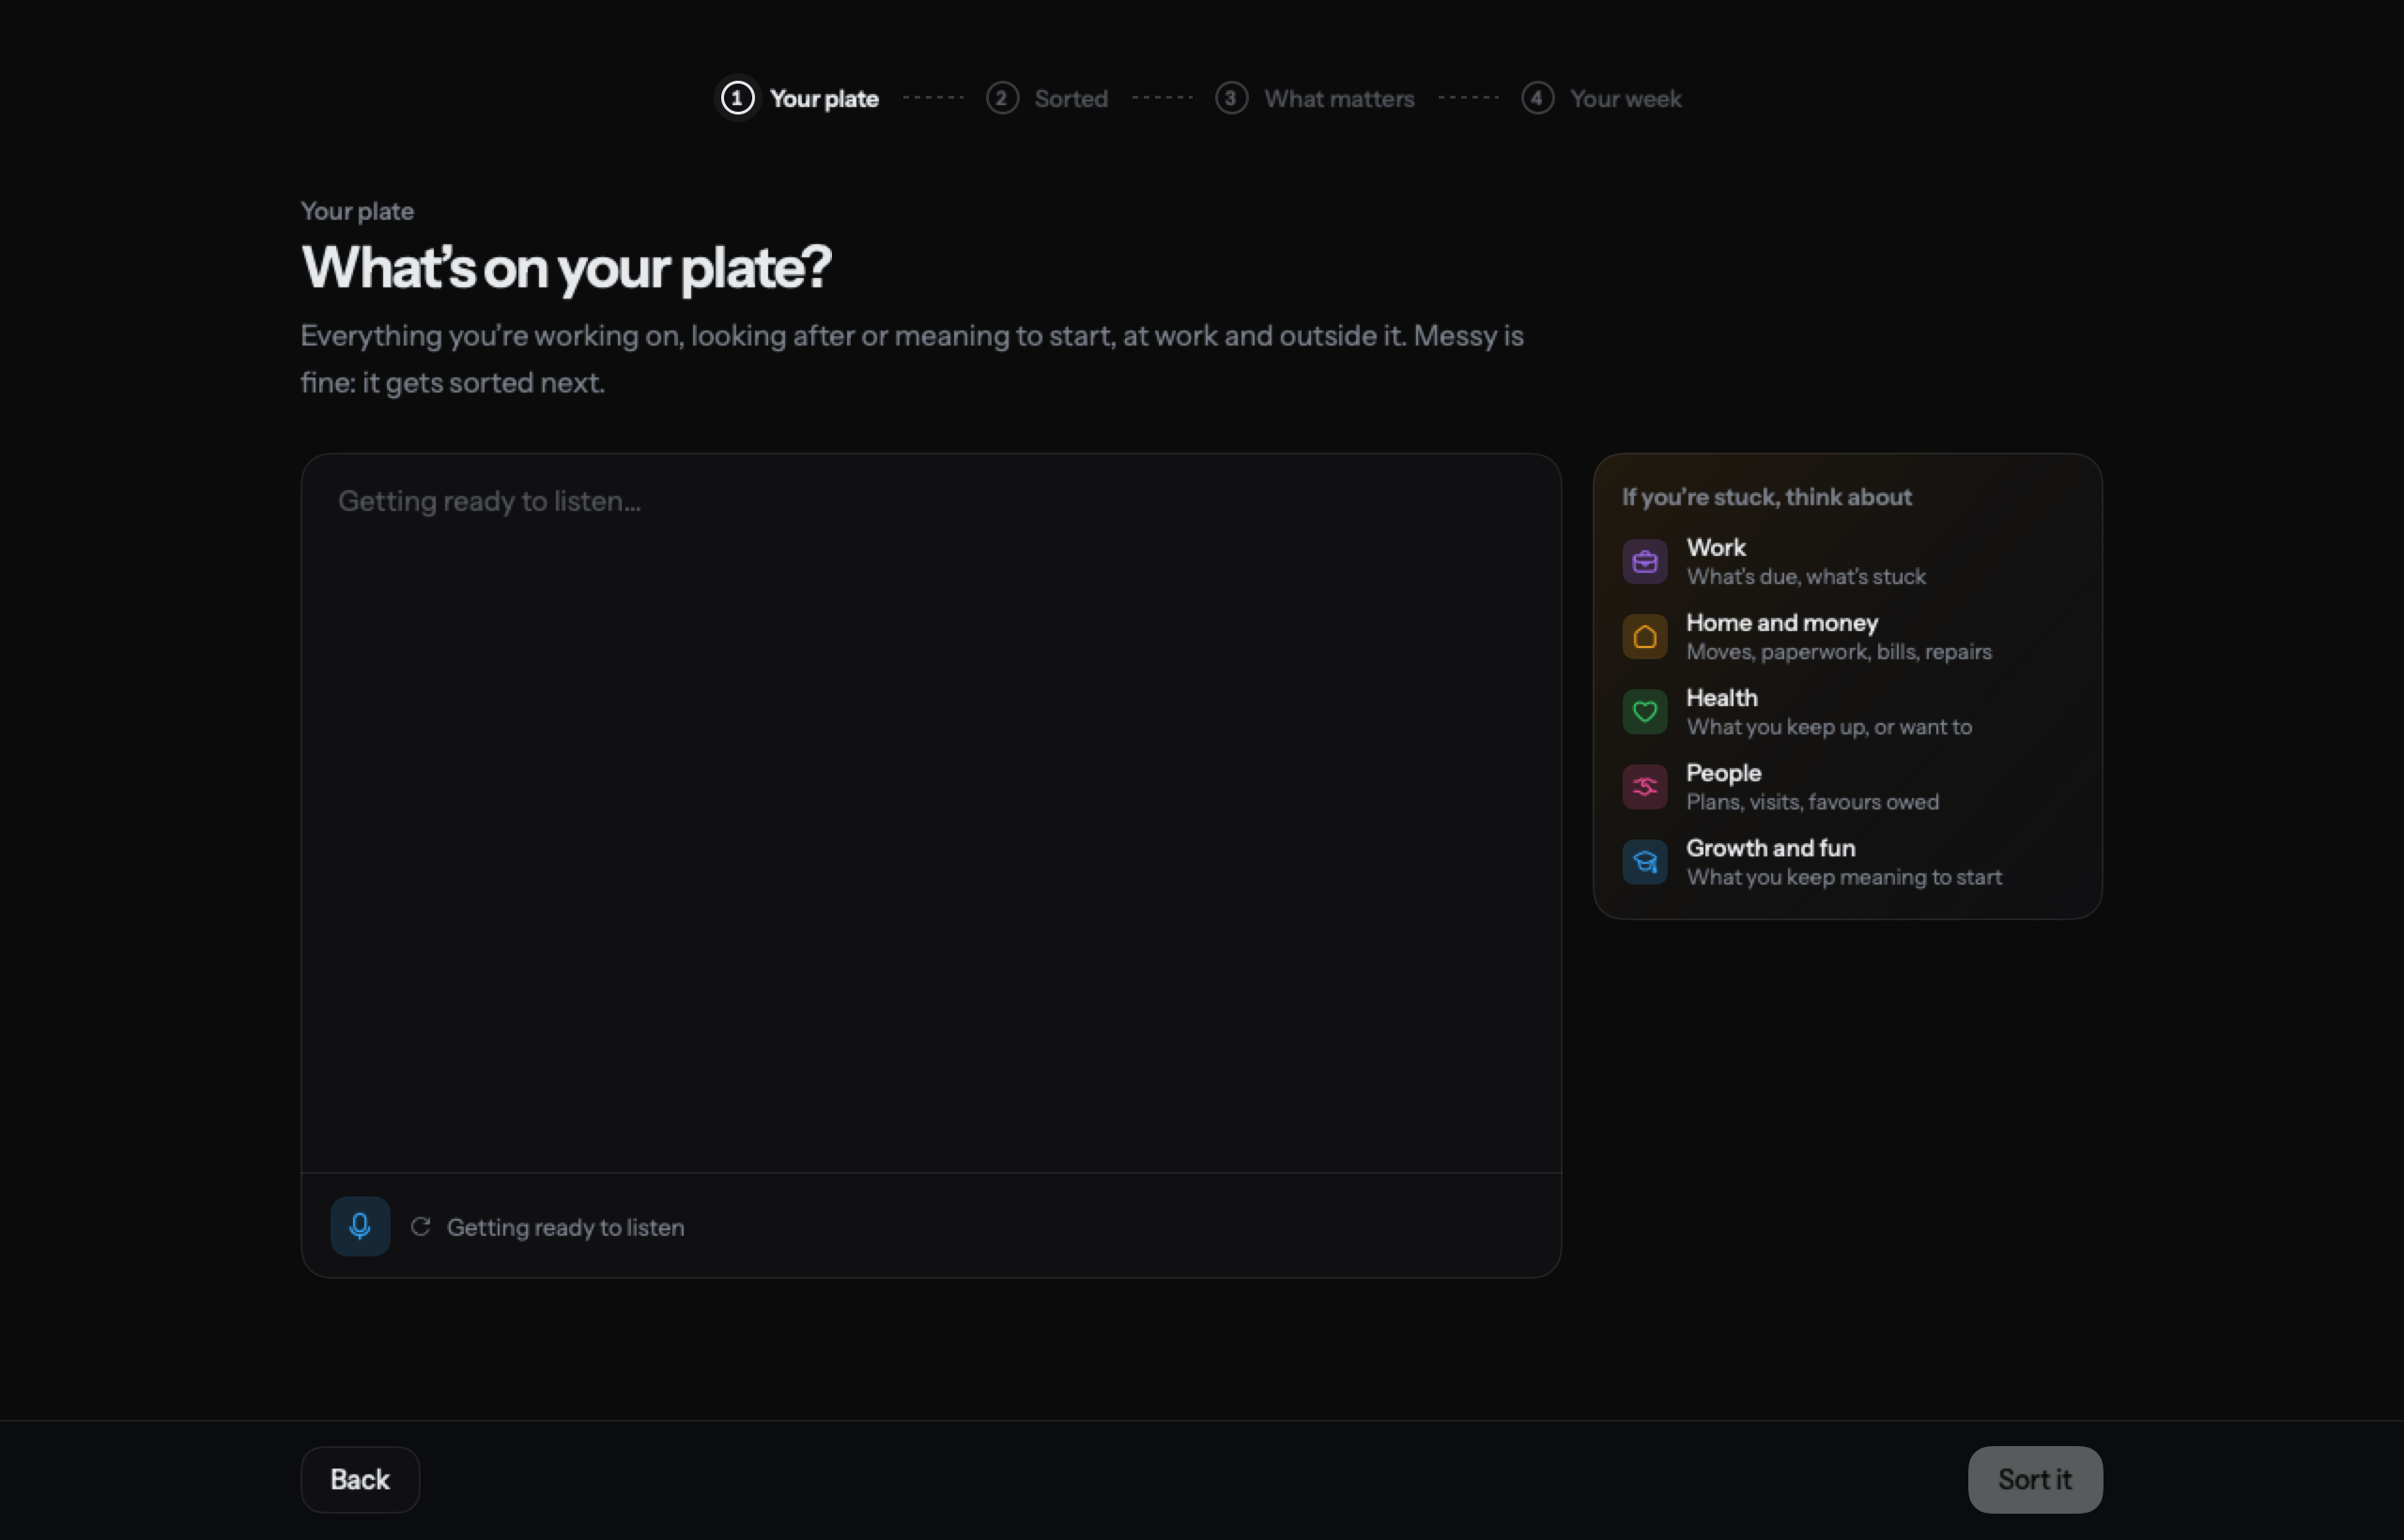 1 Your plate 2 Sorted 3 What matters 4 Your week
Your plate
What's on your plate?
Everything you're working on, looking after or meaning to start, at work and outside it. Messy is
fine: it gets sorted next.
Getting ready to listen...
Getting ready to listen
If you're stuck, think about
Work
What's due, what's stuck
Home and money
Moves, paperwork, bills, repairs
Health
What you keep up, or want to
People
Plans, visits, favours owed
Growth and fun
What you keep meaning to start
Back
Sort it